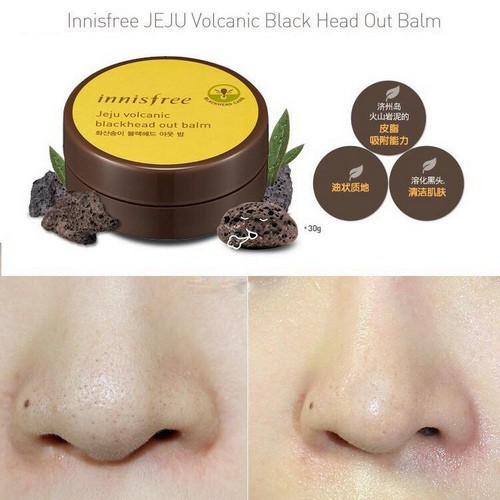 Innisfree JEJU Volcanic Black Head Out Balm
innisfree
BLACKHEAD CARE
Jeju volcanic
blackhead out balm
화산송이 블랙헤드 아웃 밤
济州岛
火山岩泥的
皮脂
吸附能力
油状质地
溶化黑头,
清洁肌肤
*30g